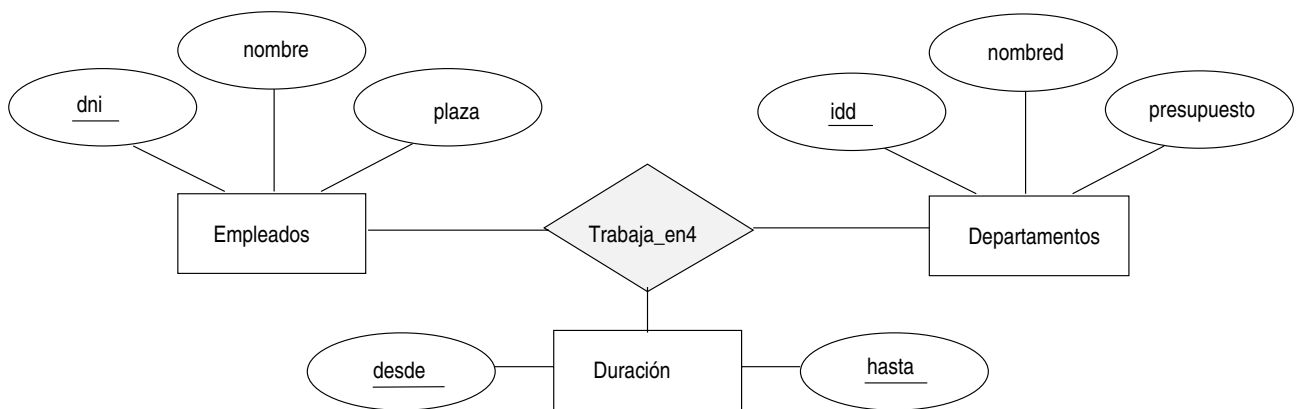 nombre
nombred
dni
plaza
idd
presupuesto
Empleados
Trabaja_en4
Departamentos
desde
Duración
hasta